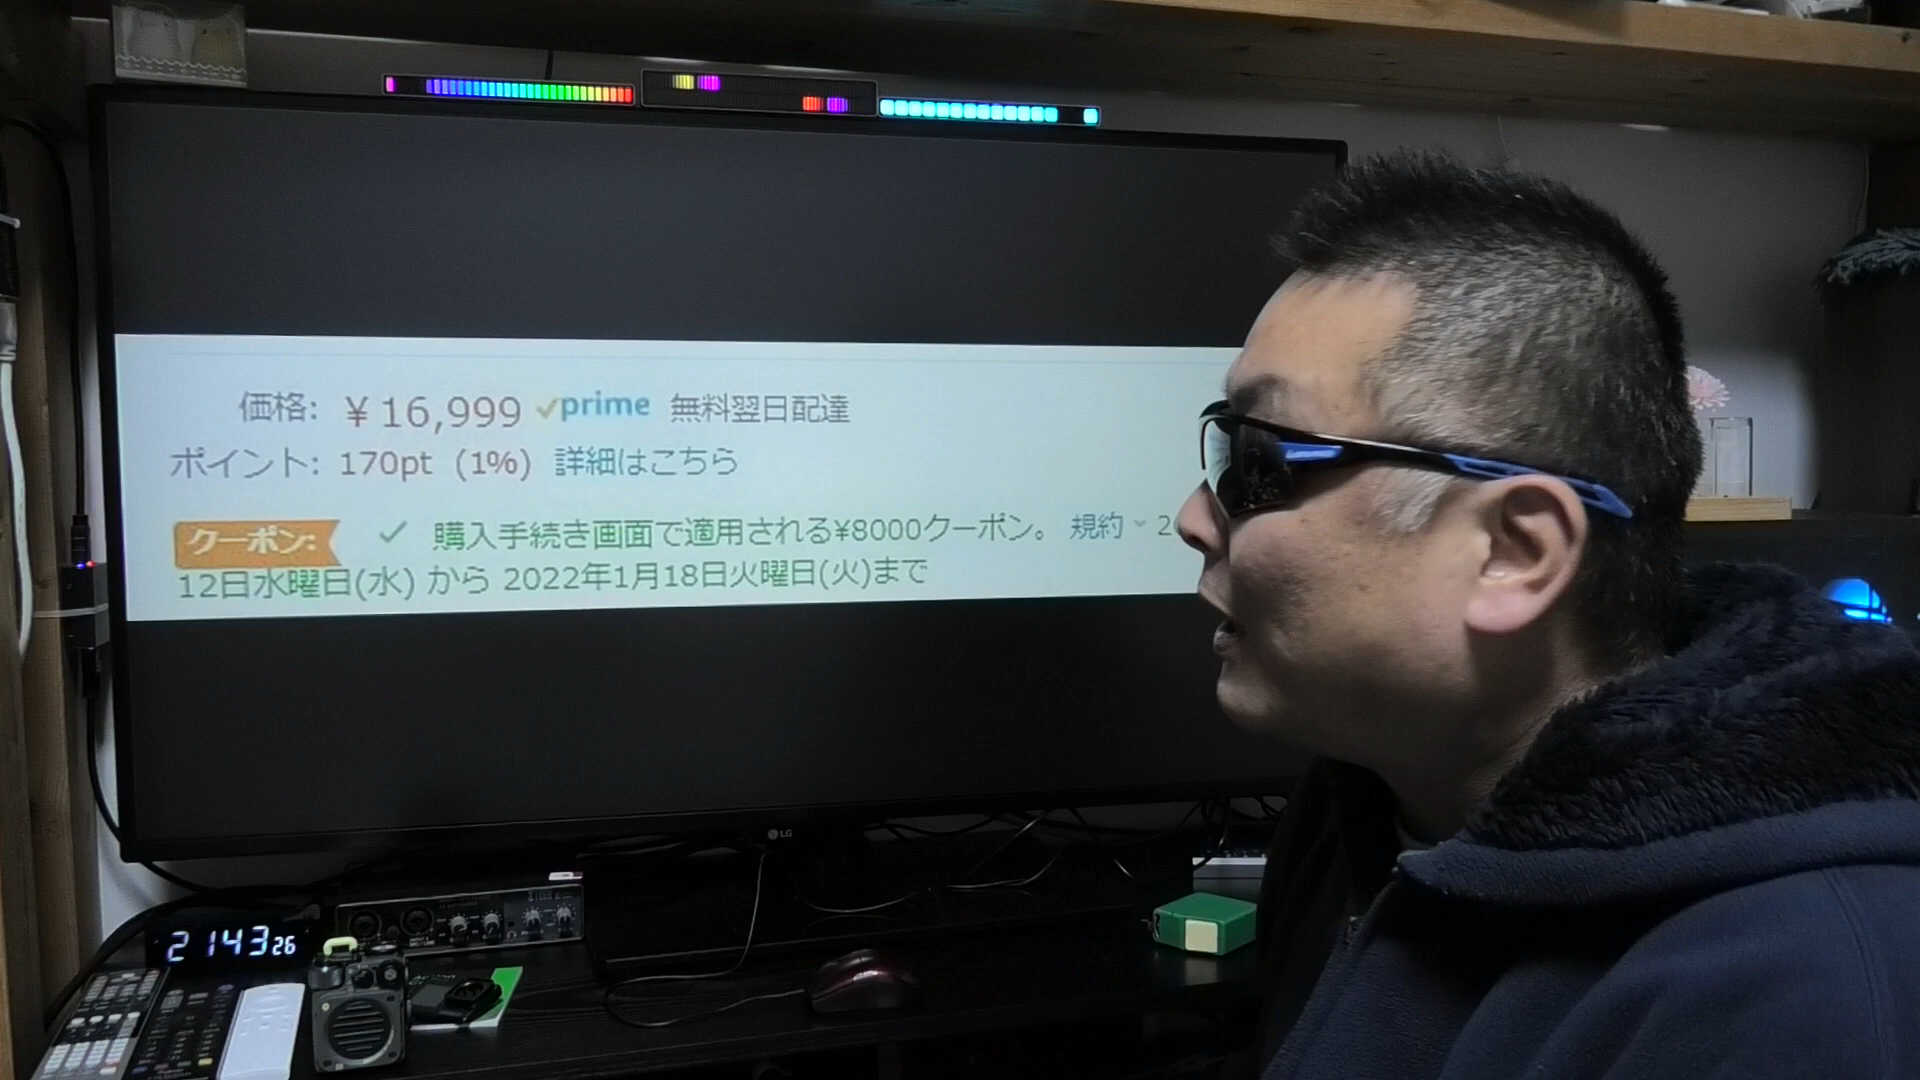 価格: ¥ 16,999 prime 無料翌日配達
ポイント: 170pt (1%) 詳細はこちら
クーポン: 購入手続き画面で適用される¥8000クーポン。 規約 2
12日水曜日(水) から 2022年1月18日火曜日(火)まで
LG
2143 26